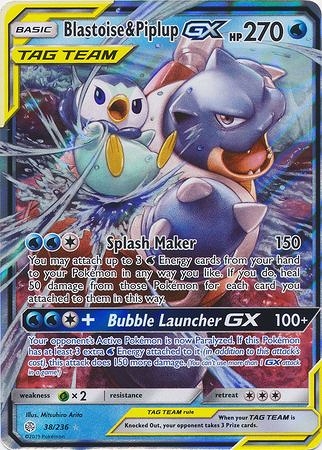 BASIC Blastoise&Piplup GX HP 270
TAG TEAM
Splash Maker 150
You may attach up to 3 Energy cards from your hand
to your Pokémon in any way you like. If you do, heal
50 damage from those Pokémon for each card you
attached to them in this way.
+ Bubble Launcher GX 100+
Your opponent's Active Pokémon is now Paralyzed. If this Pokémon
has at least 3 extra Energy attached to it (in addition to this attack's
cost), this attack does 150 more damage. (You can't use more than 1 GX attack
in a game.)
weakness ×2 resistance retreat
Illus. Mitsuhiro Arita
38/236
©2019 Pokémon
TAG TEAM rule
When your TAG TEAM is
Knocked Out, your opponent takes 3 Prize cards.